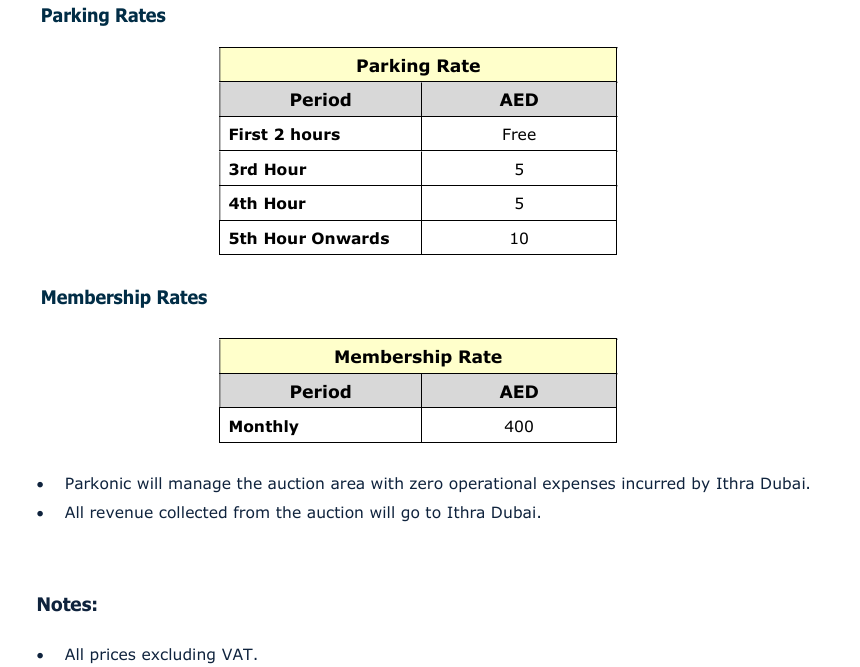 Parking Rates
Parking Rate
Period AED
First 2 hours Free
3rd Hour 5
4th Hour 5
5th Hour Onwards 10
Membership Rates
Membership Rate
Period AED
Monthly 400
• Parkonic will manage the auction area with zero operational expenses incurred by Ithra Dubai.
• All revenue collected from the auction will go to Ithra Dubai.
Notes:
• All prices excluding VAT.